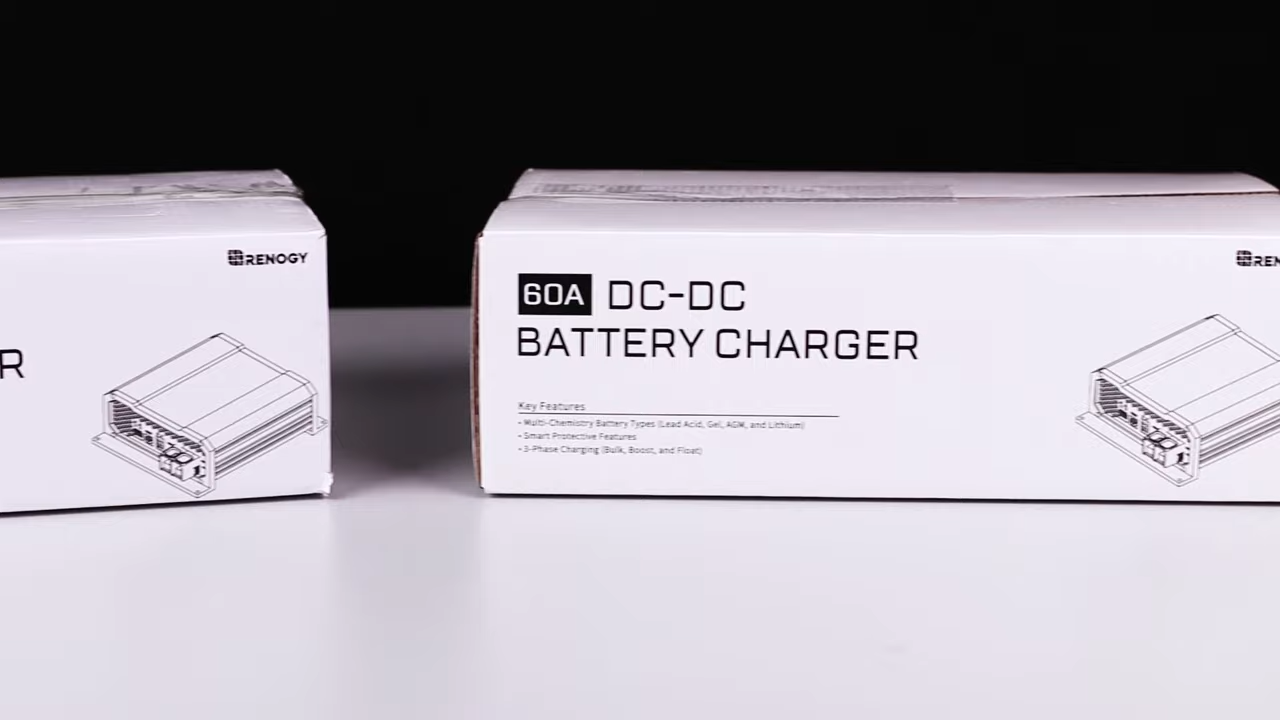 R
RENOGY
60A DC-DC
BATTERY CHARGER
Key Features
• Multi-Chemistry Battery Types (Lead Acid, Gel, AGM, and Lithium)
• Smart Protective Features
• 3-Phase Charging (Bulk, Boost, and Float)
REN